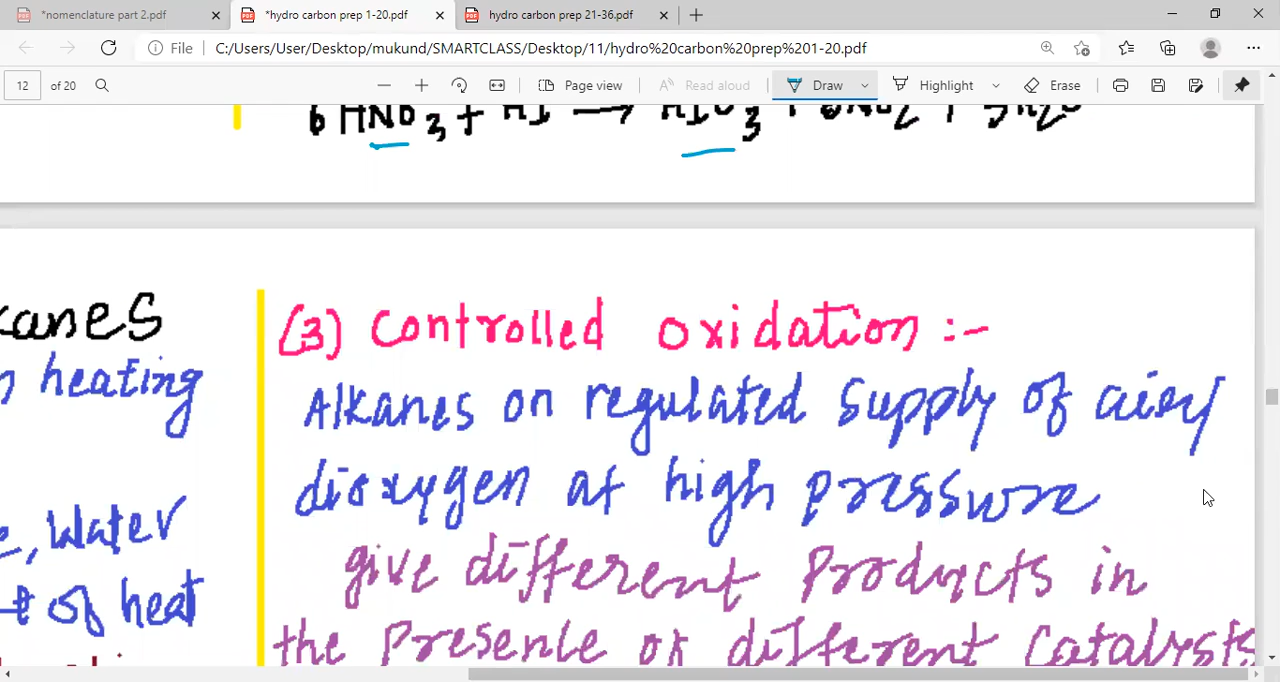 *nomenclature part 2.pdf
*hydro carbon prep 1-20.pdf
hydro carbon prep 21-36.pdf
File C:/Users/User/Desktop/mukund/SMARTCLASS/Desktop/11/hydro%20carbon%20prep%201-20.pdf
12 of 20 Page view Read aloud Draw Highlight Erase
6 HNO3 + HI → HIO3 + 6NO2 + 3H2O
kanes
heating
, Water
of heat
(3) Controlled oxidation :-
Alkanes on regulated supply of air/
dioxygen at high pressure
give different Products in
the Presence of different Catalysts